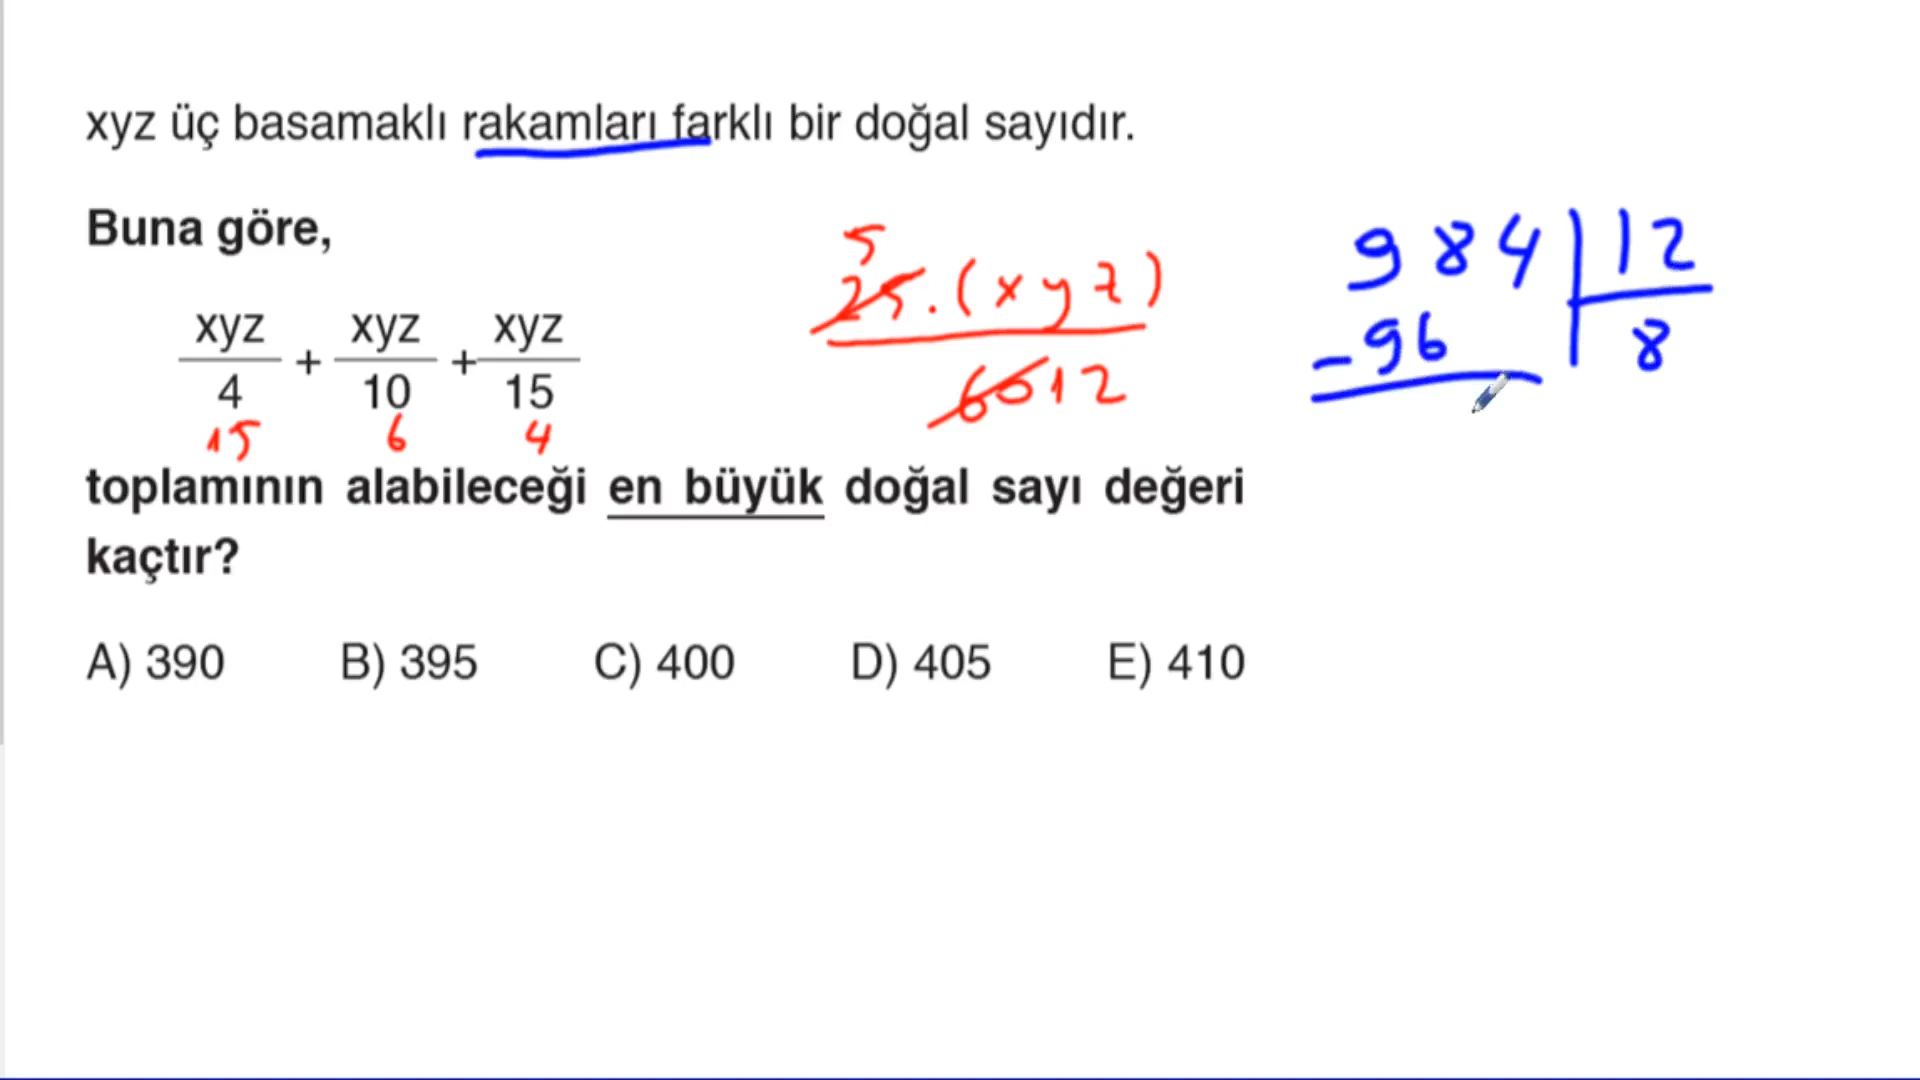 xyz üç basamaklı rakamları farklı bir doğal sayıdır.
Buna göre,
xyz/4 + xyz/10 + xyz/15
15 6 4
5
25.(xyz)
60 12
984 | 12
-96 8
toplamının alabileceği en büyük doğal sayı değeri
kaçtır?
A) 390 B) 395 C) 400 D) 405 E) 410